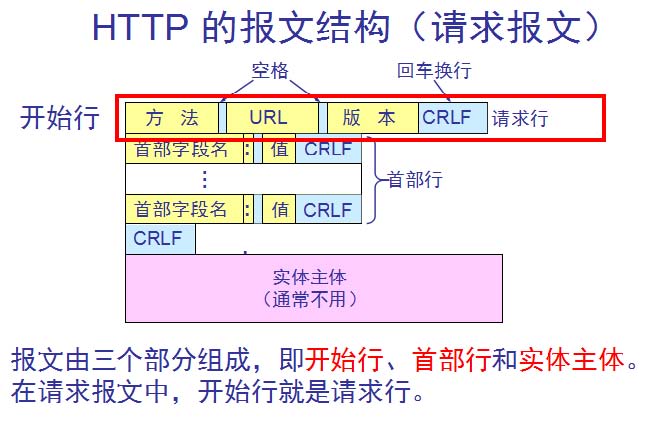 HTTP 的报文结构（请求报文）
空格 回车换行
开始行 方 法 URL 版 本 CRLF 请求行
首部字段名 : 值 CRLF
⋮ 首部行
首部字段名 : 值 CRLF
CRLF
实体主体
（通常不用）
报文由三个部分组成，即开始行、首部行和实体主体。
在请求报文中，开始行就是请求行。